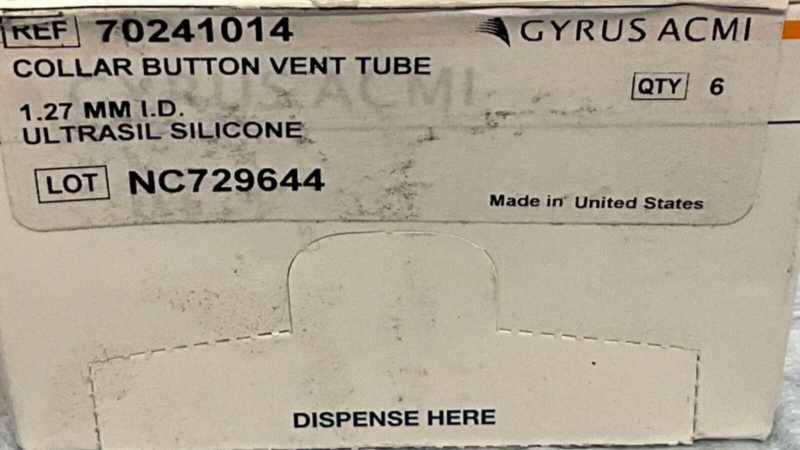 REF 70241014 GYRUS ACMI
COLLAR BUTTON VENT TUBE
QTY 6
1.27 MM I.D.
ULTRASIL SILICONE
LOT NC729644
Made in United States
DISPENSE HERE